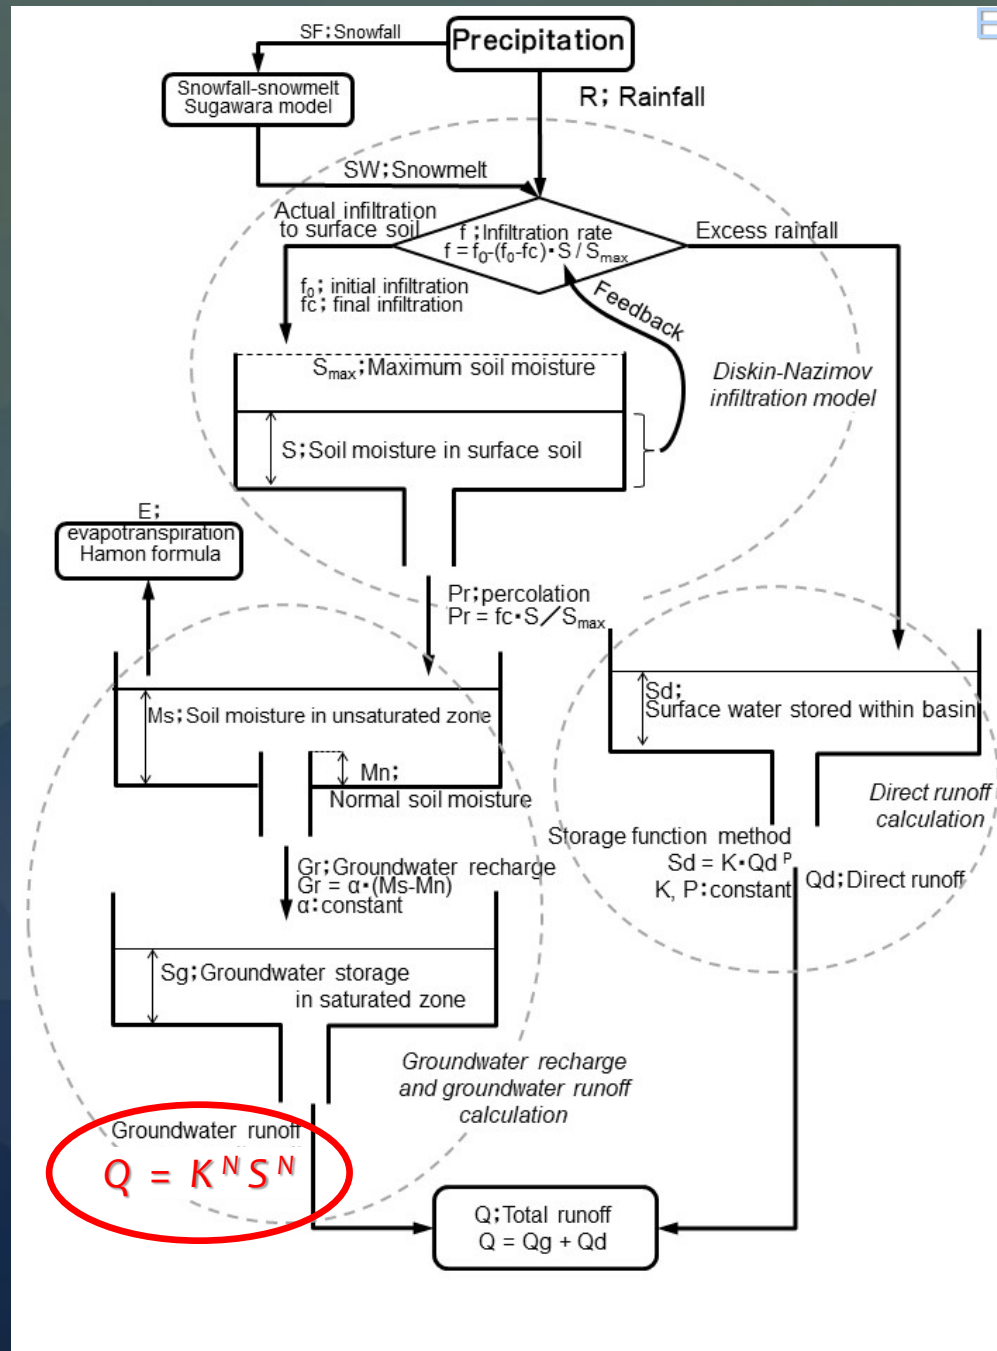 SF;Snowfall
Precipitation
Snowfall-snowmelt
Sugawara model
R; Rainfall
SW;Snowmelt
Actual infiltration
to surface soil
f ;Infiltration rate
f = f₀-(f₀-fc)・S / Sₘₐₓ
Excess rainfall
f₀; initial infiltration
fc; final infiltration
Feedback
Sₘₐₓ;Maximum soil moisture
Diskin-Nazimov
infiltration model
S;Soil moisture in surface soil
E;
evapotranspiration
Hamon formula
Pr;percolation
Pr = fc・S／Sₘₐₓ
Ms;Soil moisture in unsaturated zone
Sd;
Surface water stored within basin
Mn;
Normal soil moisture
Direct runoff
calculation
Storage function method
Sd = K・Qd ᴾ
K, P:constant
Qd;Direct runoff
Gr;Groundwater recharge
Gr = α・(Ms-Mn)
α:constant
Sg;Groundwater storage
in saturated zone
Groundwater recharge
and groundwater runoff
calculation
Groundwater runoff
Q = K ᴺ S ᴺ
Q;Total runoff
Q = Qg + Qd